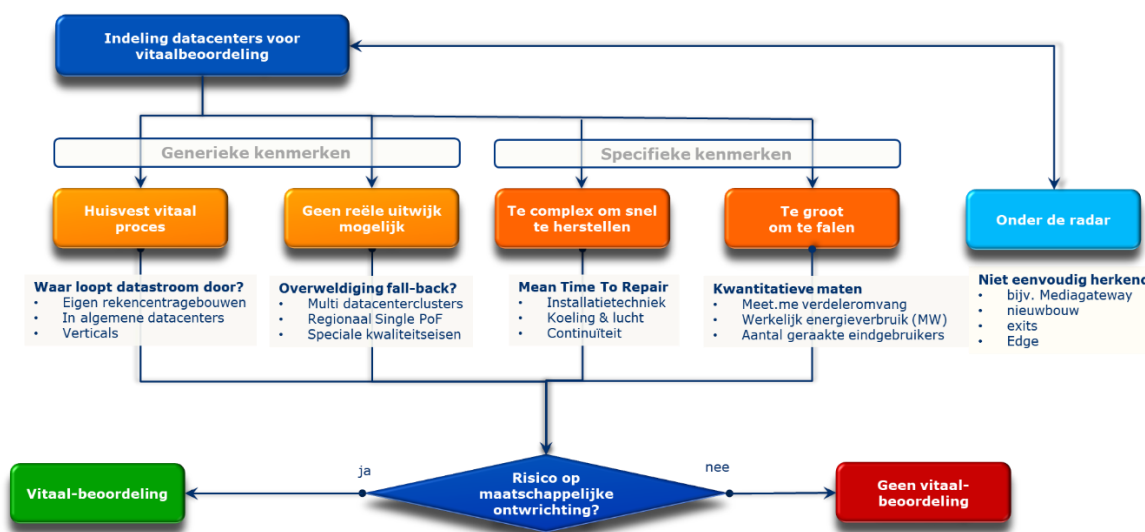 Indeling datacenters voor
vitaalbeoordeling
Generieke kenmerken
Specifieke kenmerken
Huisvest vitaal
proces
Geen reële uitwijk
mogelijk
Te complex om snel
te herstellen
Te groot
om te falen
Onder de radar
Waar loopt datastroom door?
• Eigen rekencentragebouwen
• In algemene datacenters
• Verticals
Overweldiging fall-back?
• Multi datacenterclusters
• Regionaal Single PoF
• Speciale kwaliteitseisen
Mean Time To Repair
• Installatietechniek
• Koeling & lucht
• Continuïteit
Kwantitatieve maten
• Meet.me verdeleromvang
• Werkelijk energieverbruik (MW)
• Aantal geraakte eindgebruikers
Niet eenvoudig herkend
• bijv. Mediagateway
• nieuwbouw
• exits
• Edge
ja
nee
Vitaal-beoordeling
Risico op
maatschappelijke
ontwrichting?
Geen vitaal-
beoordeling